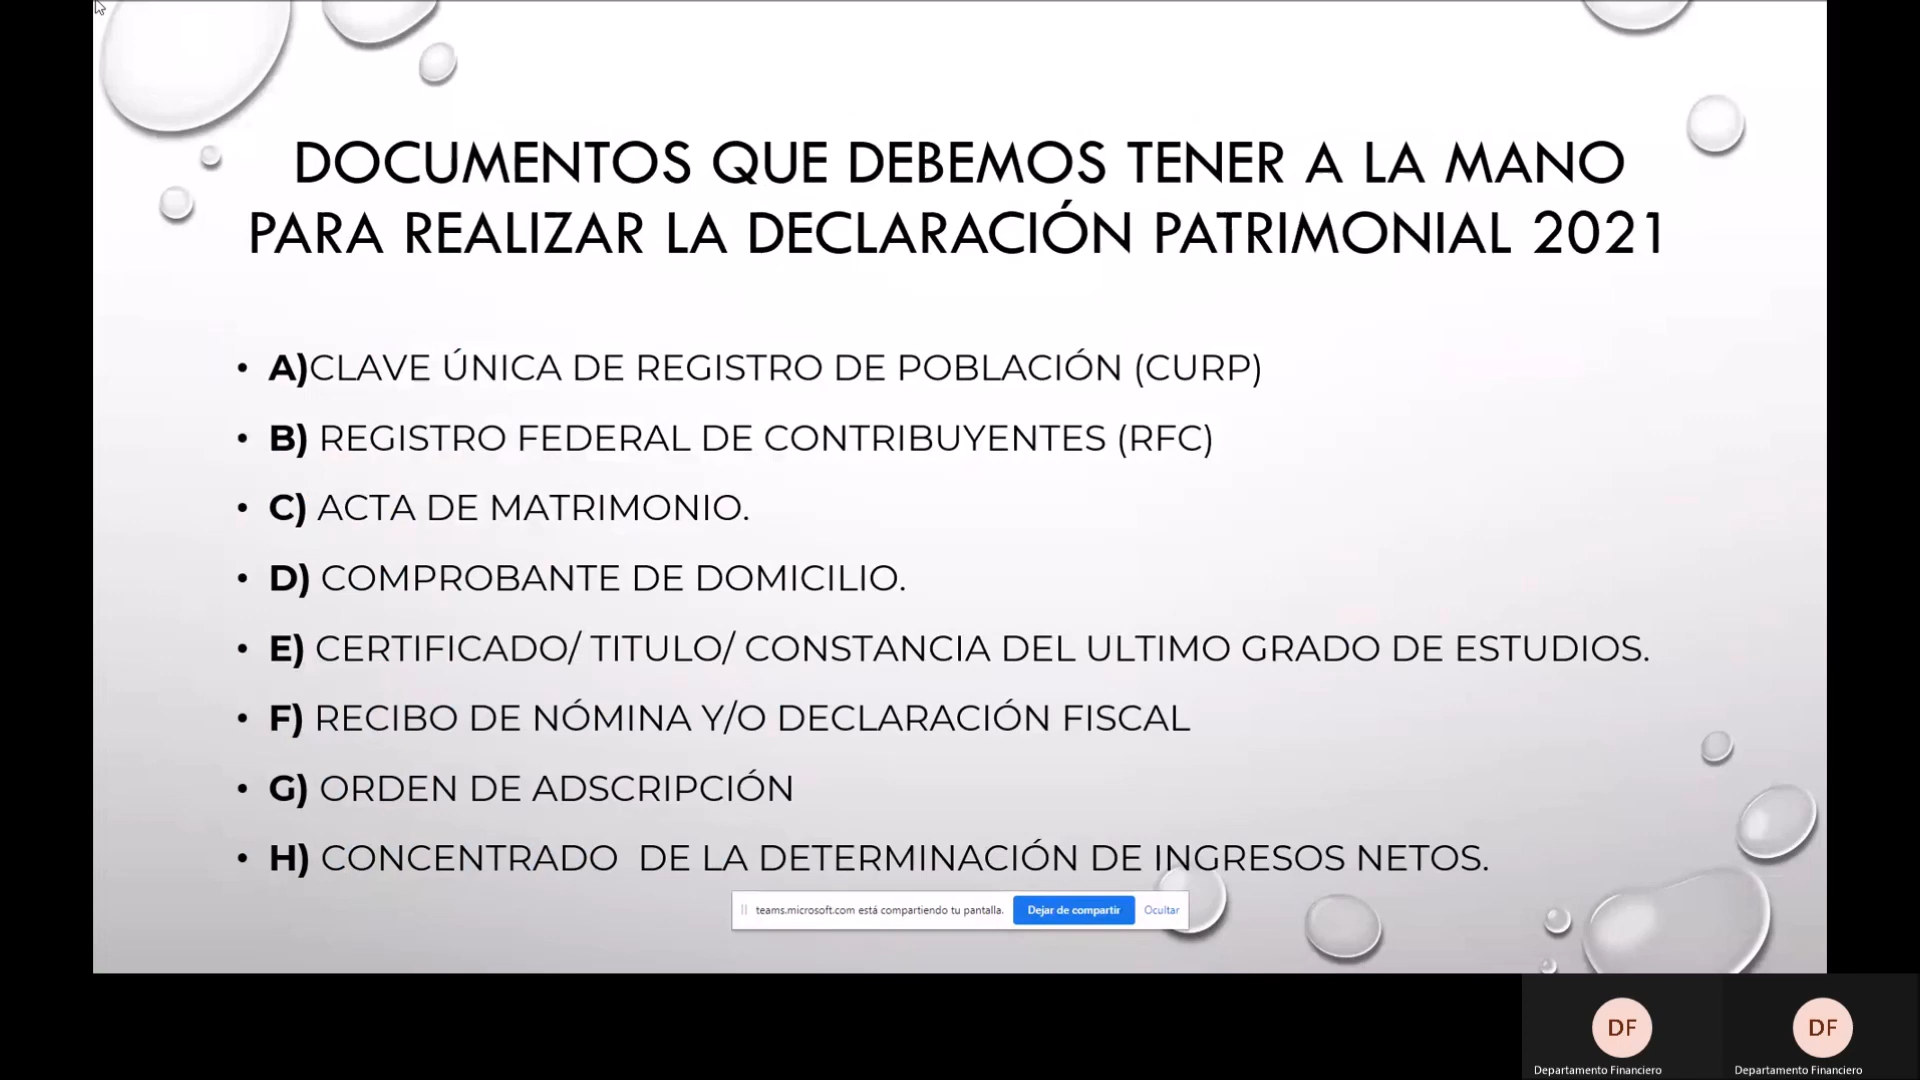 DOCUMENTOS QUE DEBEMOS TENER A LA MANO
PARA REALIZAR LA DECLARACIÓN PATRIMONIAL 2021
• A)CLAVE ÚNICA DE REGISTRO DE POBLACIÓN (CURP)
• B) REGISTRO FEDERAL DE CONTRIBUYENTES (RFC)
• C) ACTA DE MATRIMONIO.
• D) COMPROBANTE DE DOMICILIO.
• E) CERTIFICADO/ TITULO/ CONSTANCIA DEL ULTIMO GRADO DE ESTUDIOS.
• F) RECIBO DE NÓMINA Y/O DECLARACIÓN FISCAL
• G) ORDEN DE ADSCRIPCIÓN
• H) CONCENTRADO  DE LA DETERMINACIÓN DE INGRESOS NETOS.
teams.microsoft.com está compartiendo tu pantalla. Dejar de compartir Ocultar
DF DF
Departamento Financiero Departamento Financiero